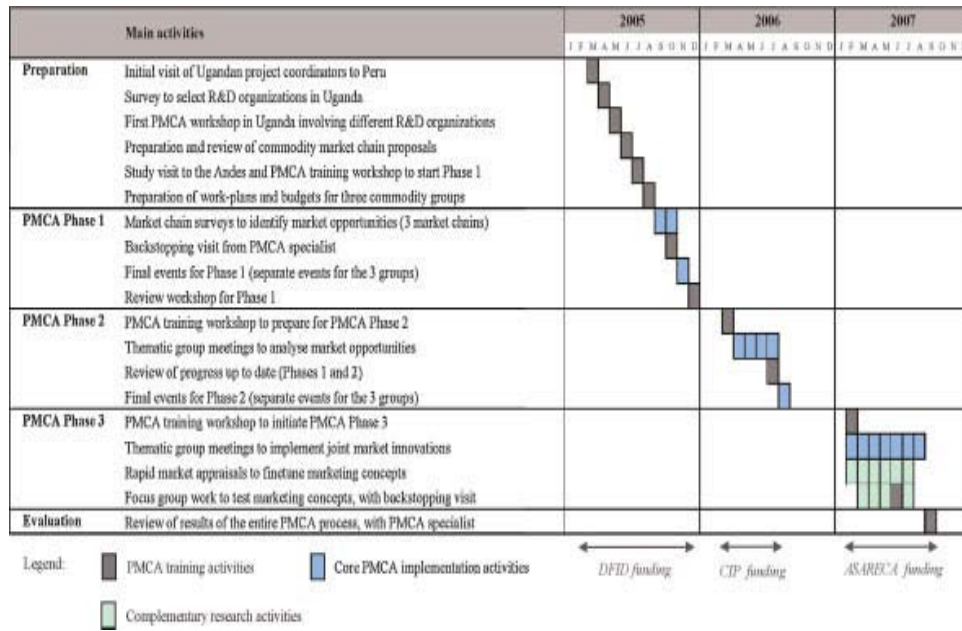 2005 2006 2007
Main activities
J F M A M J J A S O N D J F M A M J J A S O N D J F M A M J J A S O N D
Preparation Initial visit of Ugandan project coordinators to Peru
Survey to select R&D organizations in Uganda
First PMCA workshop in Uganda involving different R&D organizations
Preparation and review of commodity market chain proposals
Study visit to the Andes and PMCA training workshop to start Phase 1
Preparation of work-plans and budgets for three commodity groups
PMCA Phase 1 Market chain surveys to identify market opportunities (3 market chains)
Backstopping visit from PMCA specialist
Final events for Phase 1 (separate events for the 3 groups)
Review workshop for Phase 1
PMCA Phase 2 PMCA training workshop to prepare for PMCA Phase 2
Thematic group meetings to analyse market opportunities
Review of progress up to date (Phases 1 and 2)
Final events for Phase 2 (separate events for the 3 groups)
PMCA Phase 3 PMCA training workshop to initiate PMCA Phase 3
Thematic group meetings to implement joint market innovations
Rapid market appraisals to finetune marketing concepts
Focus group work to test marketing concepts, with backstopping visit
Evaluation Review of results of the entire PMCA process, with PMCA specialist
Legend: PMCA training activities Core PMCA implementation activities DFID funding CIP funding ASARECA funding
Complementary research activities